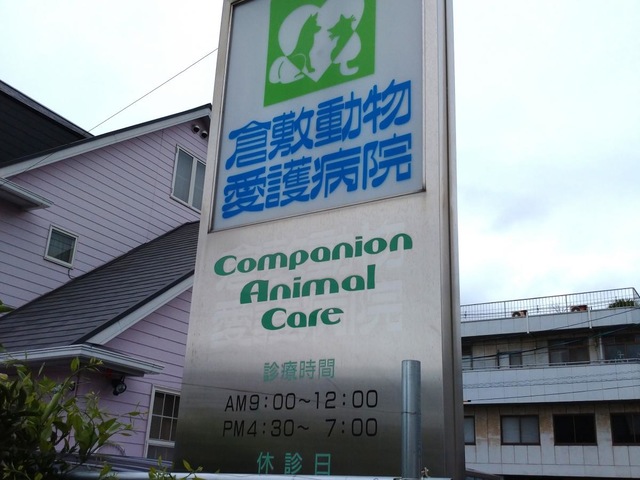 倉敷動物
愛護病院
Companion
Animal
Care
診療時間
AM9:00～12:00
PM4:30～ 7:00
休診日